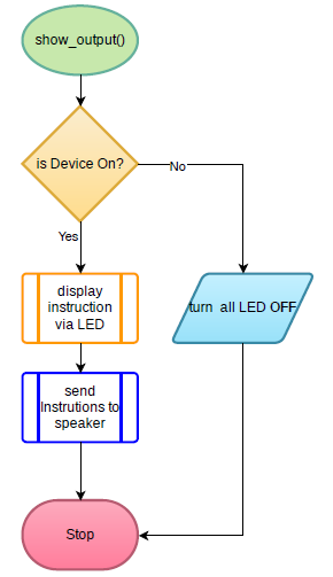 show_output()
is Device On?
No
Yes
display
instruction
via LED
turn all LED OFF
send
Instrutions to
speaker
Stop